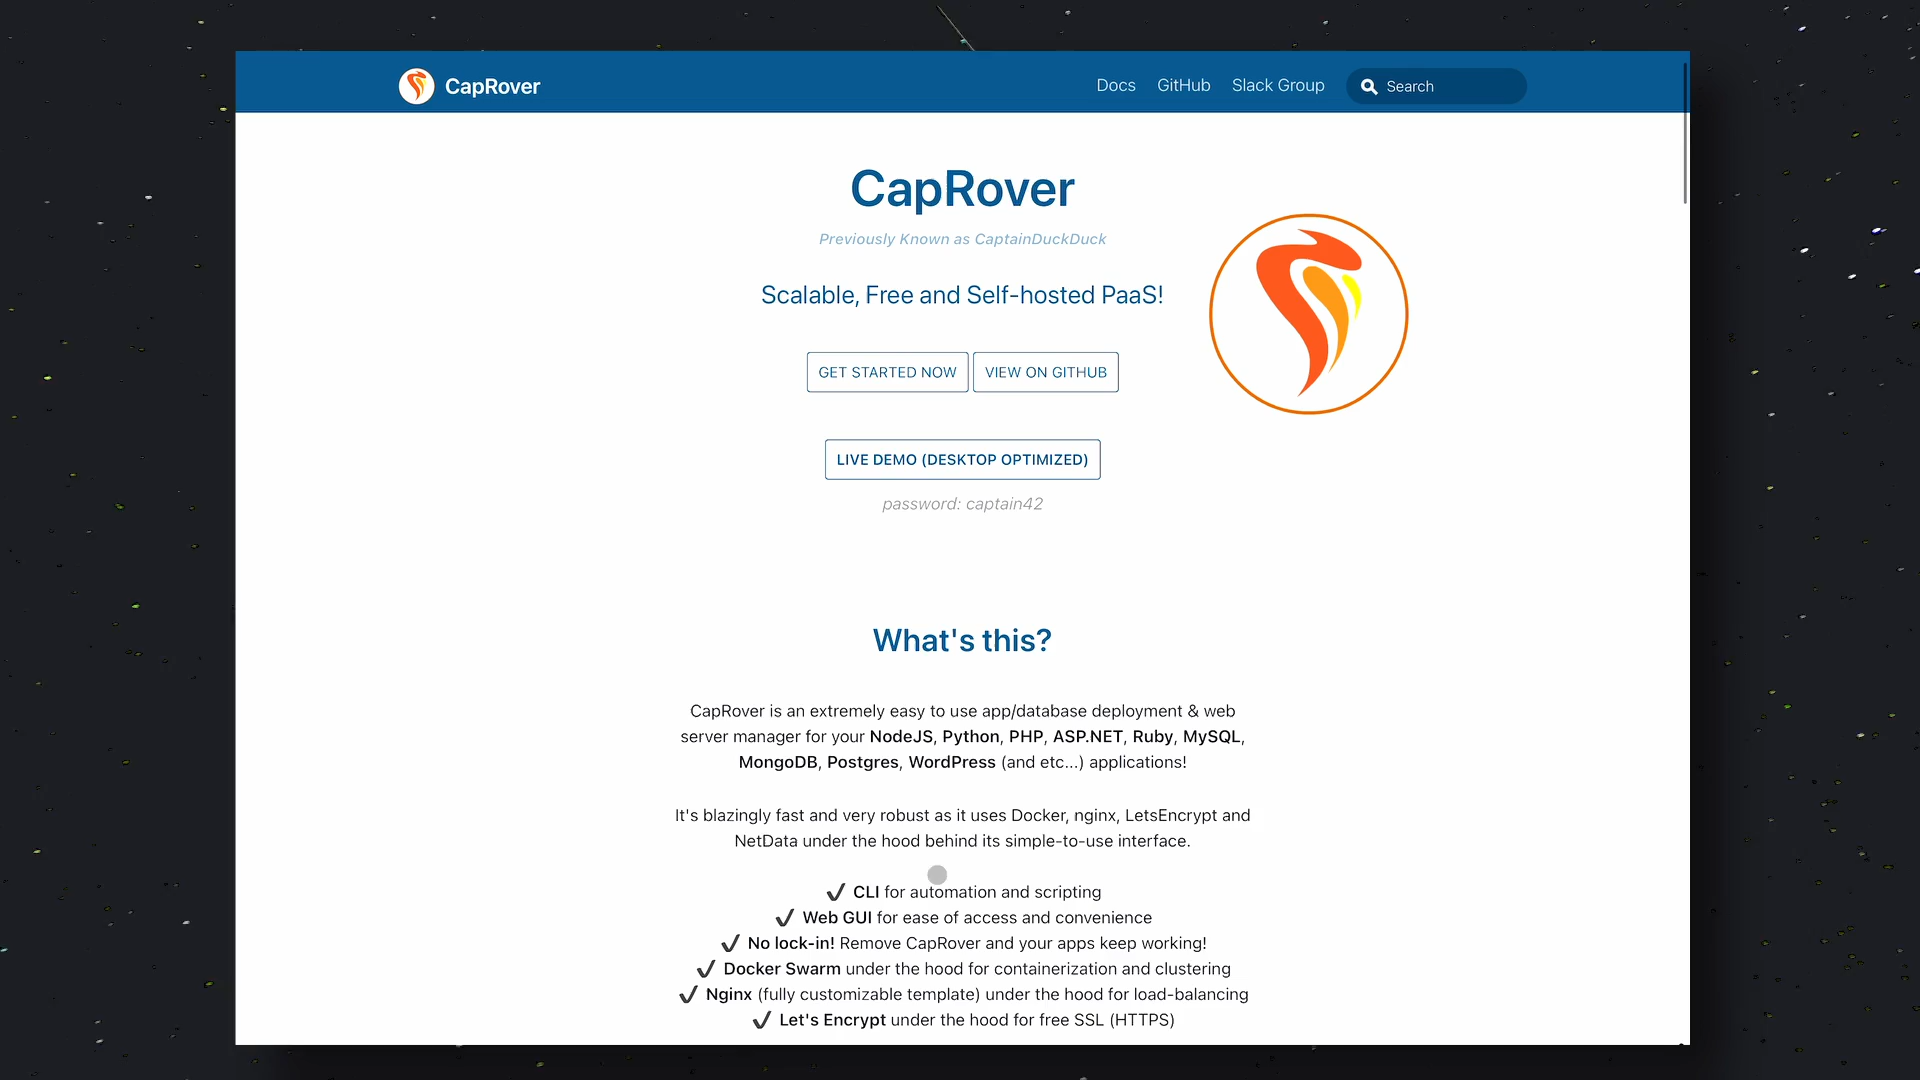 CapRover
Docs GitHub Slack Group Search
CapRover
Previously Known as CaptainDuckDuck
Scalable, Free and Self-hosted PaaS!
GET STARTED NOW VIEW ON GITHUB
LIVE DEMO (DESKTOP OPTIMIZED)
password: captain42
What's this?
CapRover is an extremely easy to use app/database deployment & web
server manager for your NodeJS, Python, PHP, ASP.NET, Ruby, MySQL,
MongoDB, Postgres, WordPress (and etc...) applications!
It's blazingly fast and very robust as it uses Docker, nginx, LetsEncrypt and
NetData under the hood behind its simple-to-use interface.
✔ CLI for automation and scripting
✔ Web GUI for ease of access and convenience
✔ No lock-in! Remove CapRover and your apps keep working!
✔ Docker Swarm under the hood for containerization and clustering
✔ Nginx (fully customizable template) under the hood for load-balancing
✔ Let's Encrypt under the hood for free SSL (HTTPS)